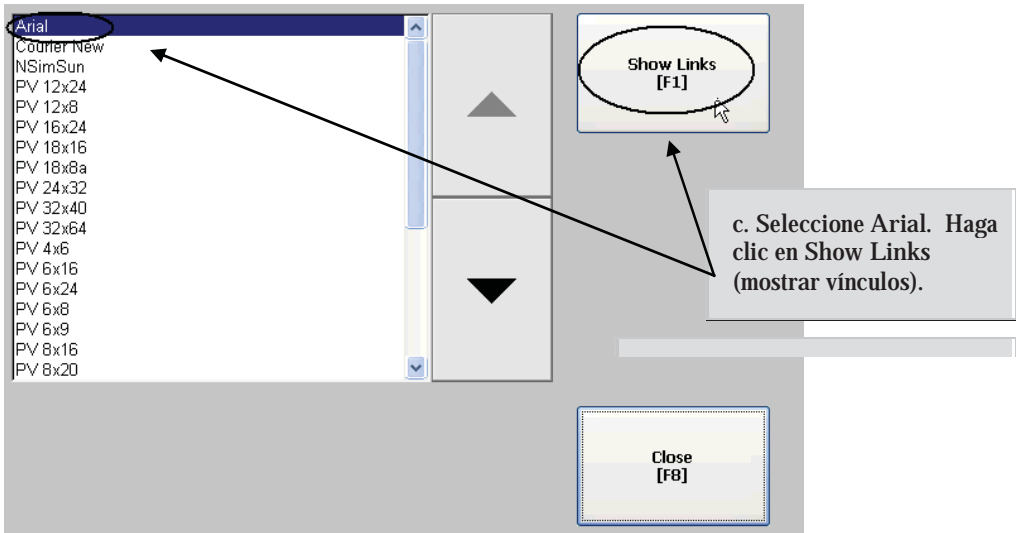 Arial
Courier New
NSimSun
PV 12x24
PV 12x8
PV 16x24
PV 18x16
PV 18x8a
PV 24x32
PV 32x40
PV 32x64
PV 4x6
PV 6x16
PV 6x24
PV 6x8
PV 6x9
PV 8x16
PV 8x20
Show Links
[F1]
c. Seleccione Arial. Haga
clic en Show Links
(mostrar vínculos).
Close
[F8]